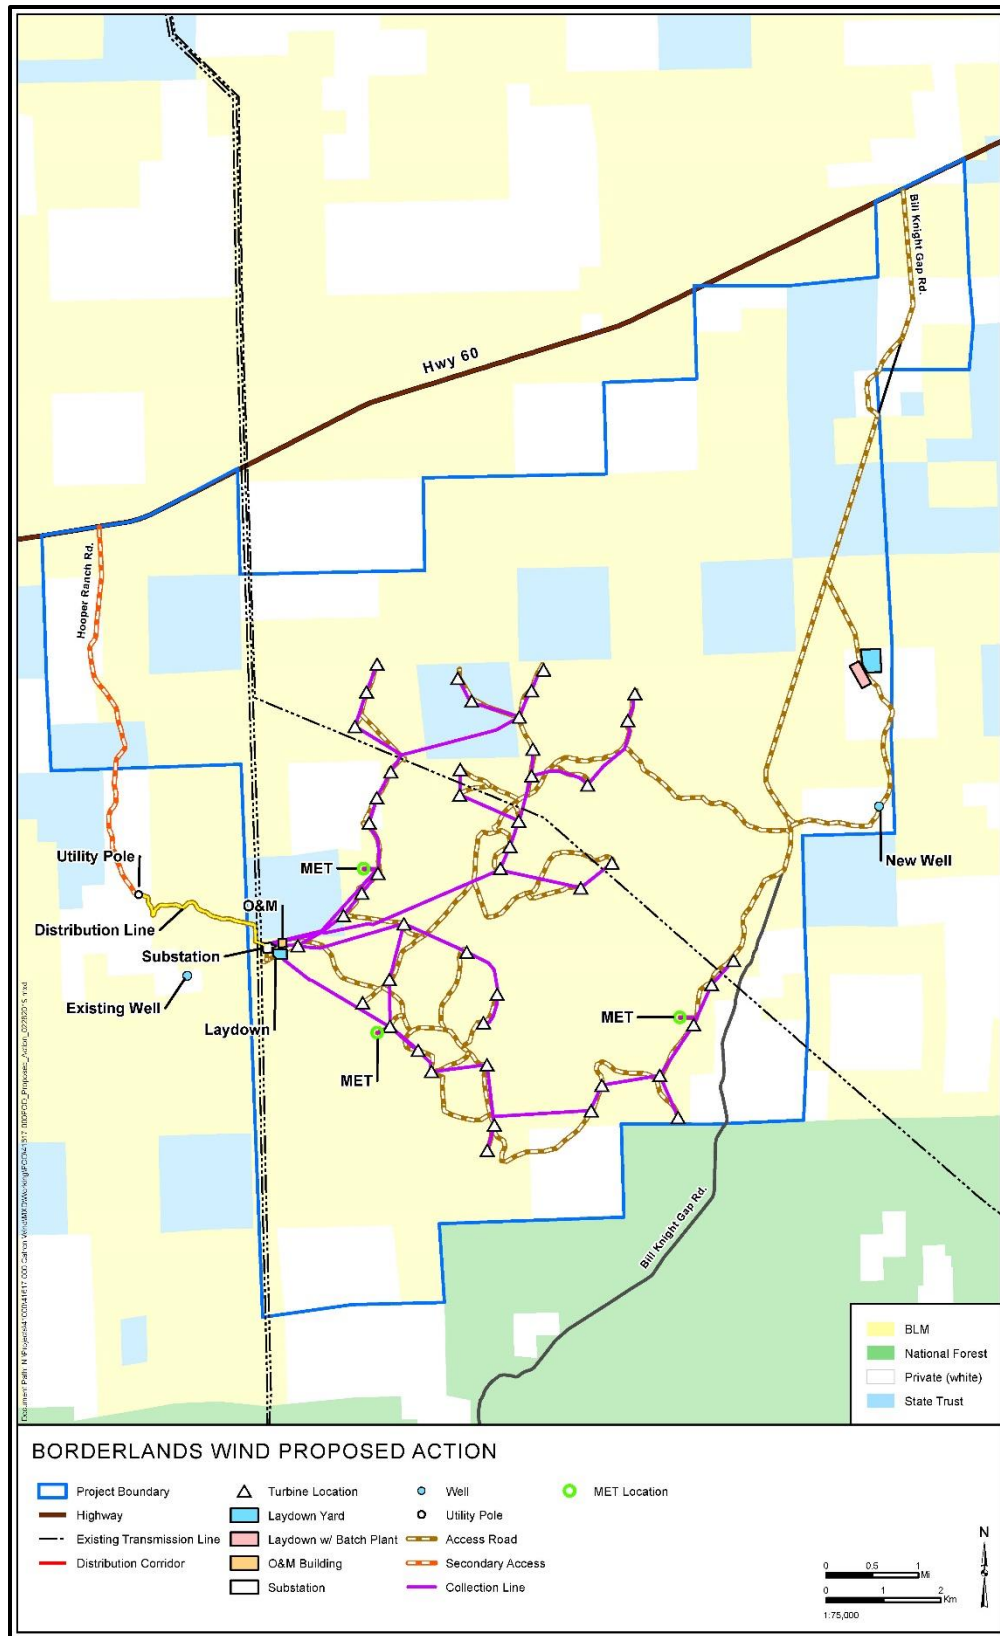 Hwy 60
Bill Knight Gap Rd.
Hooper Ranch Rd.
Utility Pole
MET
New Well
O&M
Distribution Line
Substation
Existing Well
Laydown
MET
MET
Bill Knight Gap Rd.
BLM
National Forest
Private (white)
State Trust
BORDERLANDS WIND PROPOSED ACTION
Project Boundary
Highway
Existing Transmission Line
Distribution Corridor
Turbine Location
Laydown Yard
Laydown w/ Batch Plant
O&M Building
Substation
Well
Utility Pole
Access Road
Secondary Access
Collection Line
MET Location
N
0 0.5 1
Mi
0 1 2
Km
1:75,000